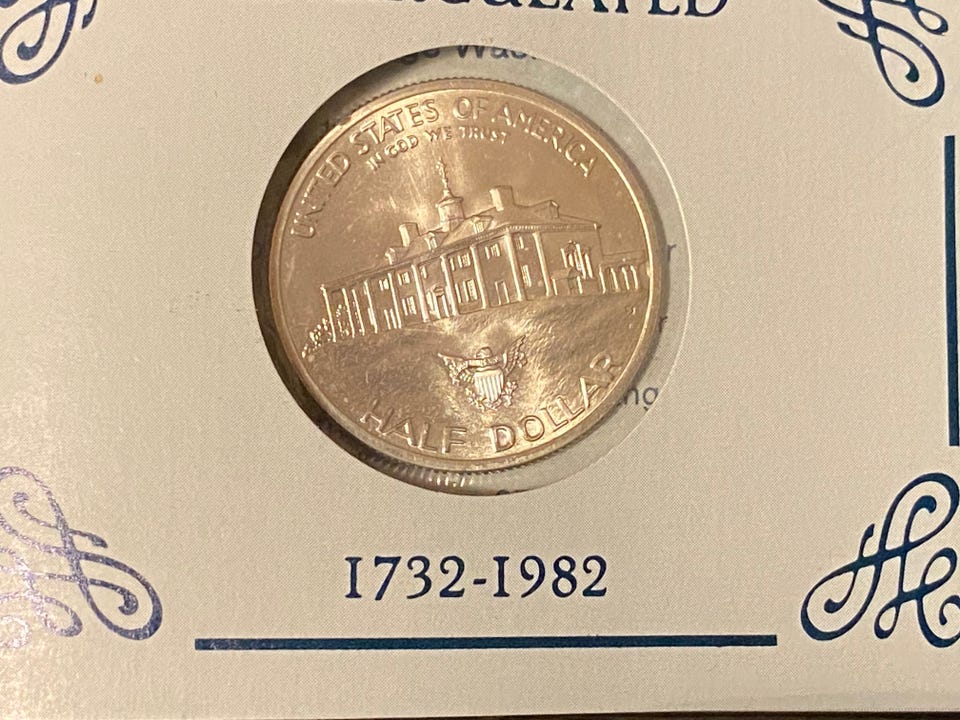 UNITED STATES OF AMERICA
IN GOD WE TRUST
HALF DOLLAR
1732-1982